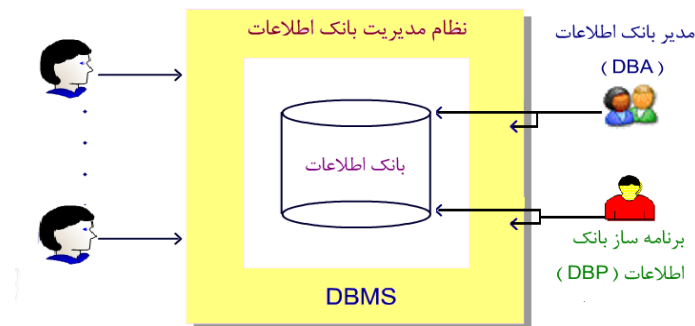 نظام مدیریت بانک اطلاعات
مدیر بانک اطلاعات
( DBA )
بانک اطلاعات
برنامه ساز بانک
اطلاعات ( DBP )
DBMS